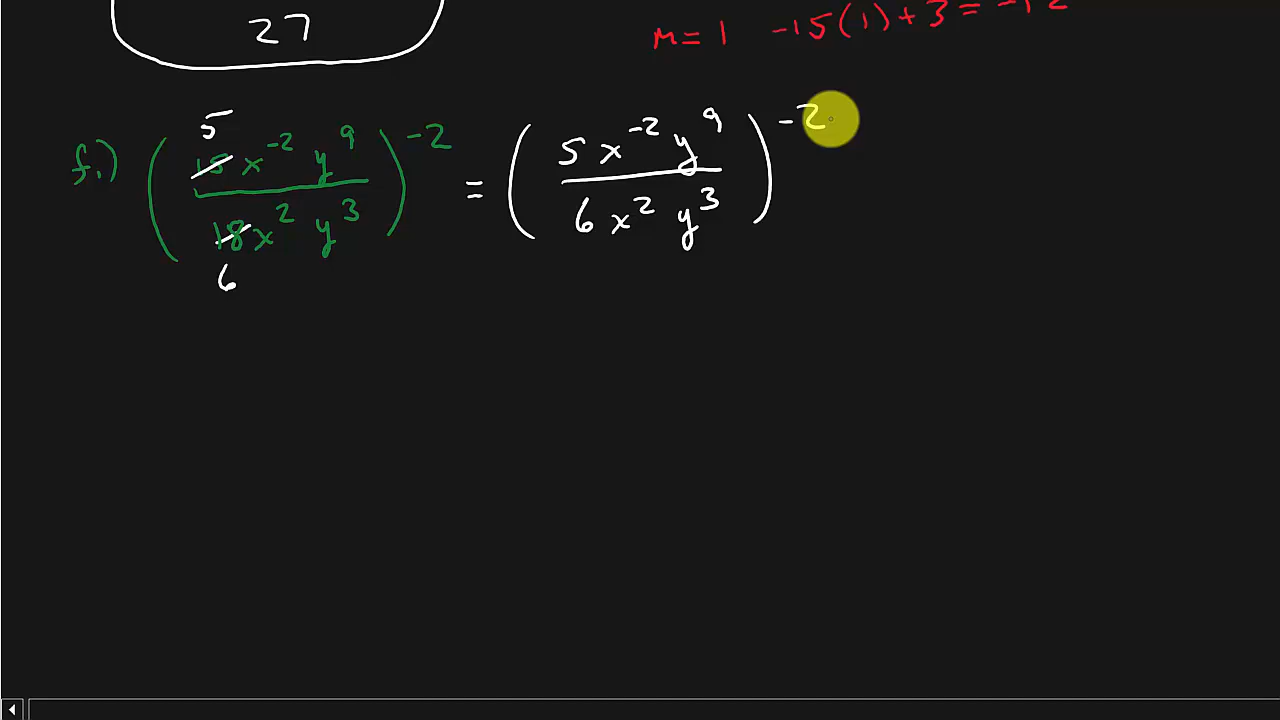 27
m = 1 -15(1) + 3 = -12
f.) (15x^-2 y^9 / 18x^2 y^3)^-2 = (5x^-2 y^9 / 6x^2 y^3)^-2
5
6